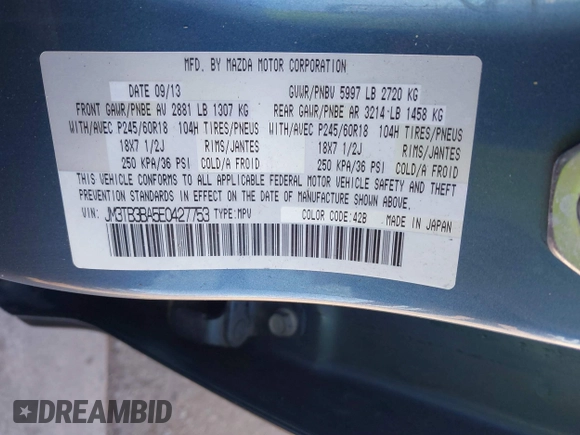 MFD. BY MAZDA MOTOR CORPORATION
DATE 09/13 GVWR/PNBV 5997 LB 2720 KG
FRONT GAWR/PNBE AV 2881 LB 1307 KG REAR GAWR/PNBE AR 3214 LB 1458 KG
WITH/AVEC P245/60R18 104H TIRES/PNEUS WITH/AVEC P245/60R18 104H TIRES/PNEUS
18X7 1/2J RIMS/JANTES 18X7 1/2J RIMS/JANTES
250 KPA/36 PSI COLD/A FROID 250 KPA/36 PSI COLD/A FROID
THIS VEHICLE CONFORMS TO ALL APPLICABLE FEDERAL MOTOR VEHICLE SAFETY AND THEFT
PREVENTION STANDARDS IN EFFECT ON THE DATE OF MANUFACTURE SHOWN ABOVE.
VIN: JM3TB3BA5E0427753 TYPE:MPV COLOR CODE:42B MADE IN JAPAN
DREAMBID